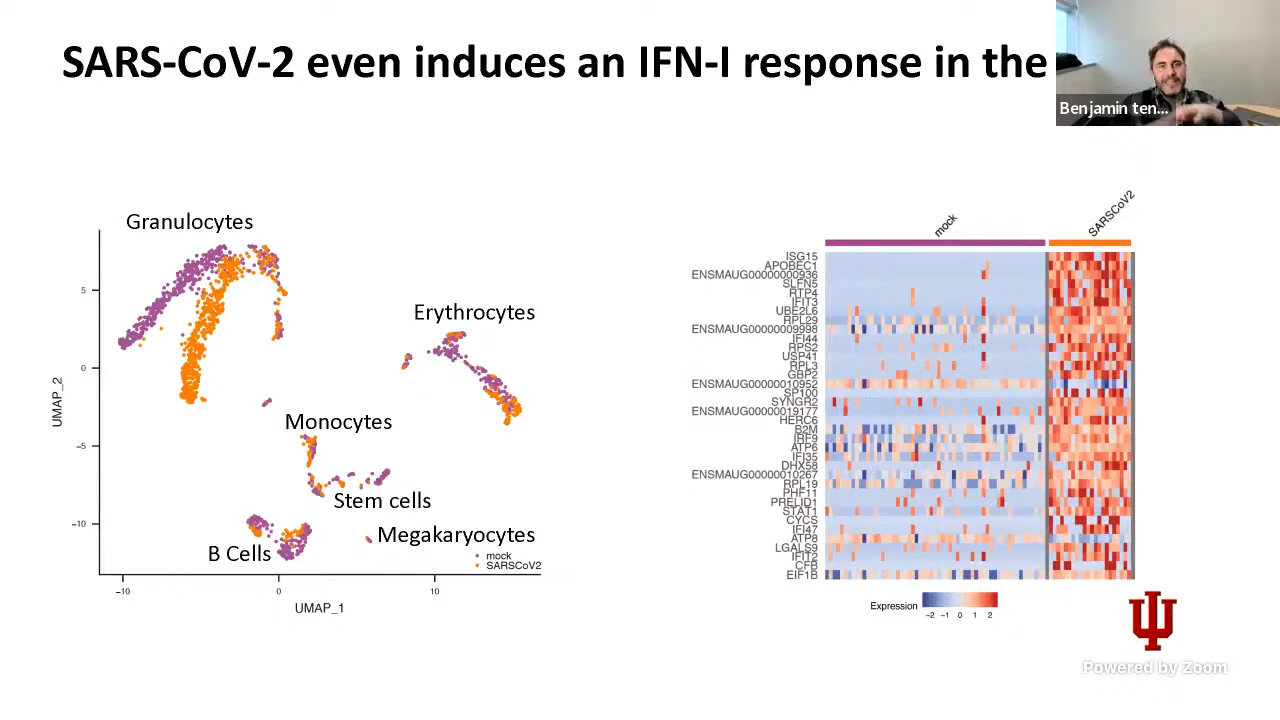 SARS-CoV-2 even induces an IFN-I response in the
Benjamin ten...
Granulocytes
Erythrocytes
Monocytes
Stem cells
Megakaryocytes
B Cells
mock
SARSCoV2
5
0
−5
−10
UMAP_2
−10
0
10
UMAP_1
mock
SARSCoV2
ISG15
APOBEC1
ENSMAUG00000000936
SLFN5
RTP4
IFIT3
UBE2L6
RPL29
ENSMAUG00000009998
IFI44
RPS2
USP41
RPL3
GBP2
ENSMAUG00000010952
SP100
SYNGR2
ENSMAUG00000019177
HERC6
B2M
IRF9
ATP6
IFI35
DHX58
ENSMAUG00000010267
RPL19
PHF11
PRELID1
STAT1
CYCS
IFI47
ATP8
LGALS9
IFIT2
CFB
EIF1B
Expression
−2 −1 0 1 2
Powered by Zoom